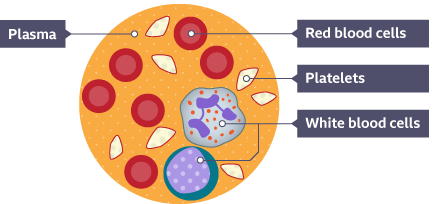 Plasma
Red blood cells
Platelets
White blood cells